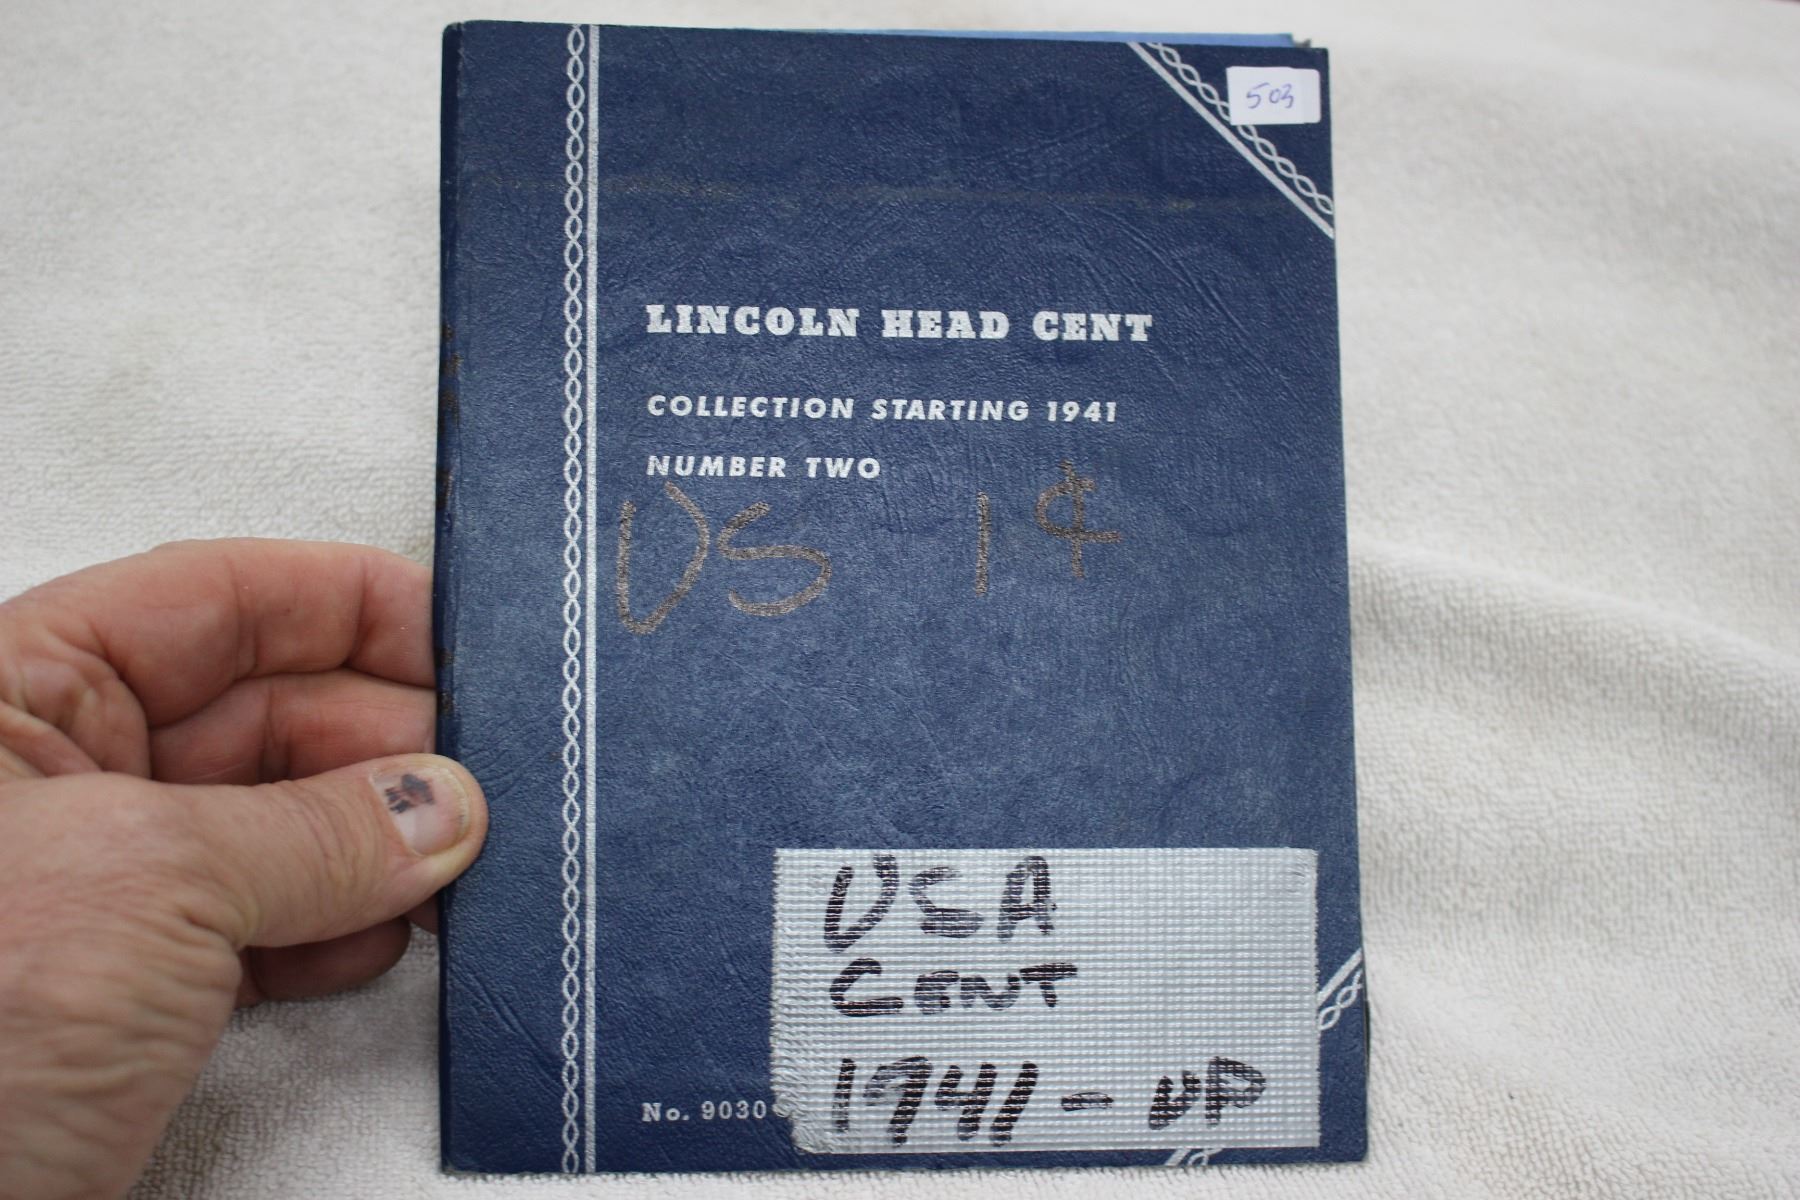 503
LINCOLN HEAD CENT
COLLECTION STARTING 1941
NUMBER TWO
US 1¢
USA
CENT
1941 - UP
No. 9030